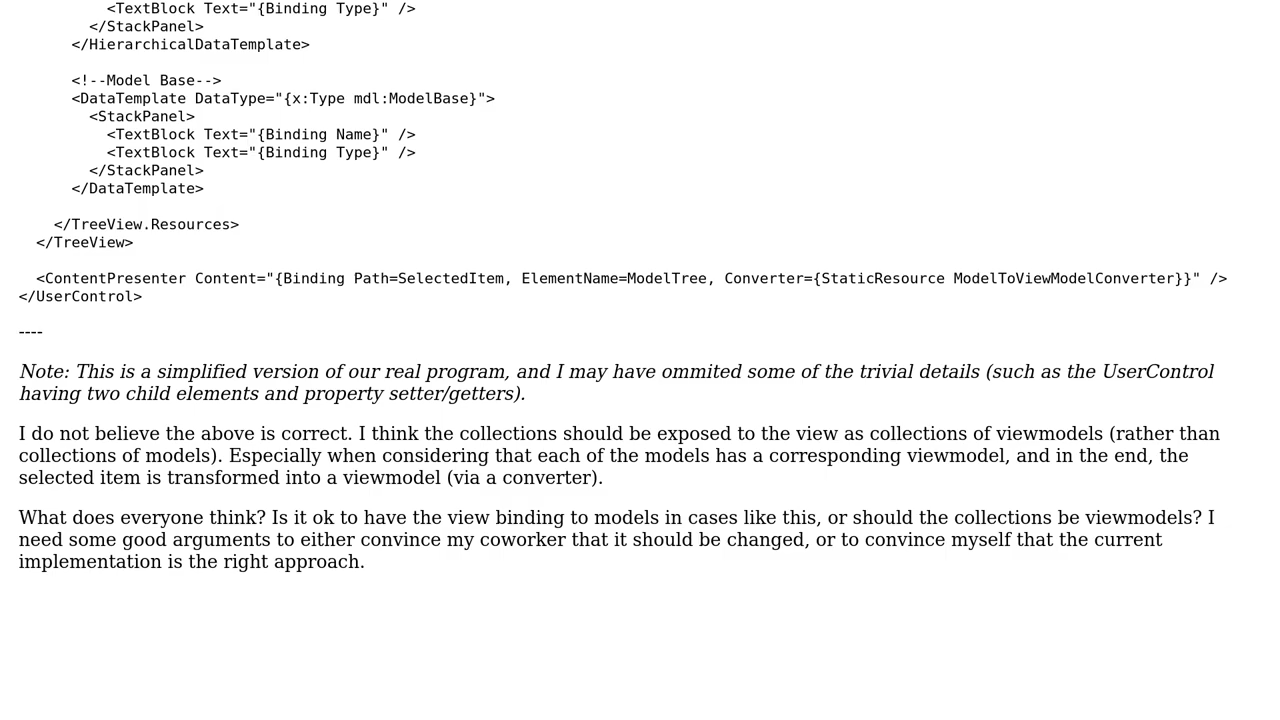 <TextBlock Text="{Binding Type}" />
</StackPanel>
</HierarchicalDataTemplate>
<!--Model Base-->
<DataTemplate DataType="{x:Type mdl:ModelBase}">
<StackPanel>
<TextBlock Text="{Binding Name}" />
<TextBlock Text="{Binding Type}" />
</StackPanel>
</DataTemplate>
</TreeView.Resources>
</TreeView>
<ContentPresenter Content="{Binding Path=SelectedItem, ElementName=ModelTree, Converter={StaticResource ModelToViewModelConverter}}" />
</UserControl>
----
Note: This is a simplified version of our real program, and I may have ommited some of the trivial details (such as the UserControl
having two child elements and property setter/getters).
I do not believe the above is correct. I think the collections should be exposed to the view as collections of viewmodels (rather than
collections of models). Especially when considering that each of the models has a corresponding viewmodel, and in the end, the
selected item is transformed into a viewmodel (via a converter).
What does everyone think? Is it ok to have the view binding to models in cases like this, or should the collections be viewmodels? I
need some good arguments to either convince my coworker that it should be changed, or to convince myself that the current
implementation is the right approach.